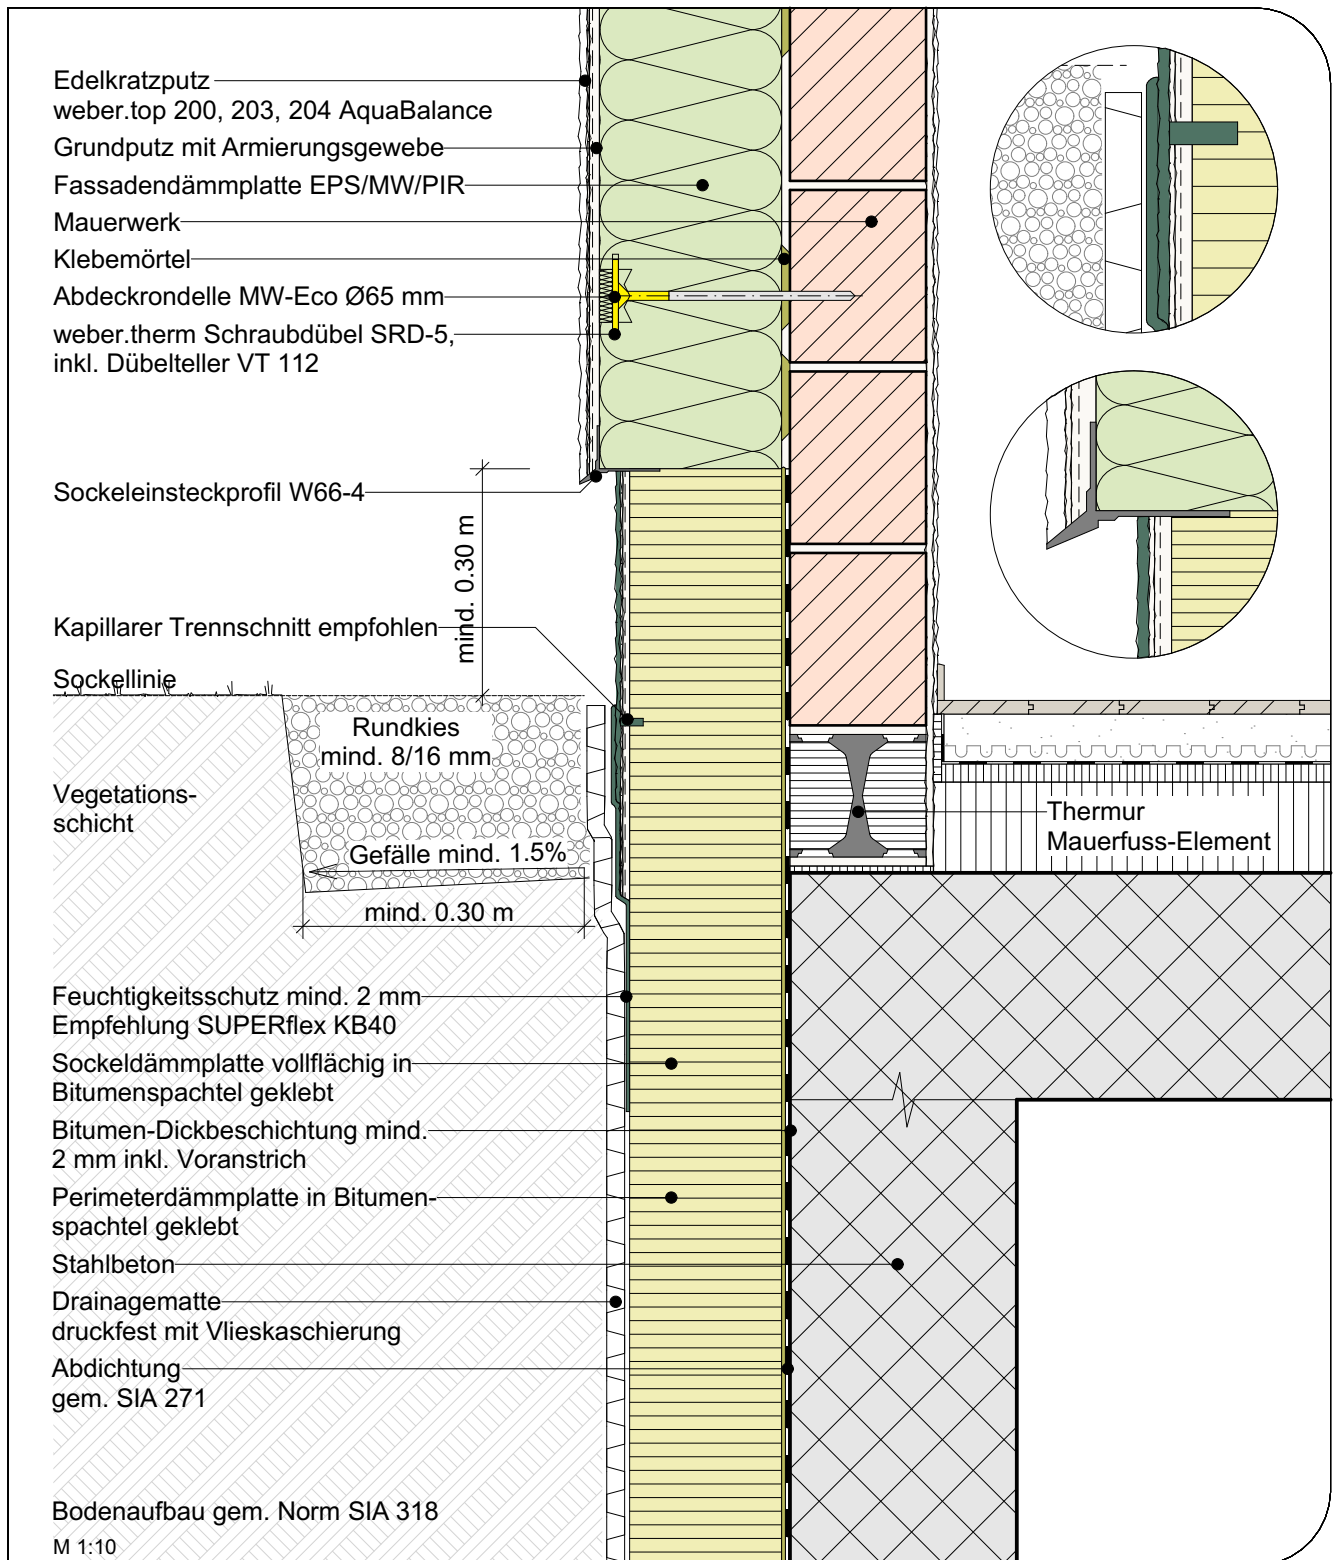 Edelkratzputz
weber.top 200, 203, 204 AquaBalance
Grundputz mit Armierungsgewebe
Fassadendämmplatte EPS/MW/PIR
Mauerwerk
Klebemörtel
Abdeckrondelle MW-Eco Ø65 mm
weber.therm Schraubdübel SRD-5,
inkl. Dübelteller VT 112
Sockeleinsteckprofil W66-4
mind. 0.30 m
Kapillarer Trennschnitt empfohlen
Sockellinie
Rundkies
mind. 8/16 mm
Vegetations-
schicht
Gefälle mind. 1.5%
mind. 0.30 m
Thermur
Mauerfuss-Element
Feuchtigkeitsschutz mind. 2 mm
Empfehlung SUPERflex KB40
Sockeldämmplatte vollflächig in
Bitumenspachtel geklebt
Bitumen-Dickbeschichtung mind.
2 mm inkl. Voranstrich
Perimeterdämmplatte in Bitumen-
spachtel geklebt
Stahlbeton
Drainagematte
druckfest mit Vlieskaschierung
Abdichtung
gem. SIA 271
Bodenaufbau gem. Norm SIA 318
M 1:10